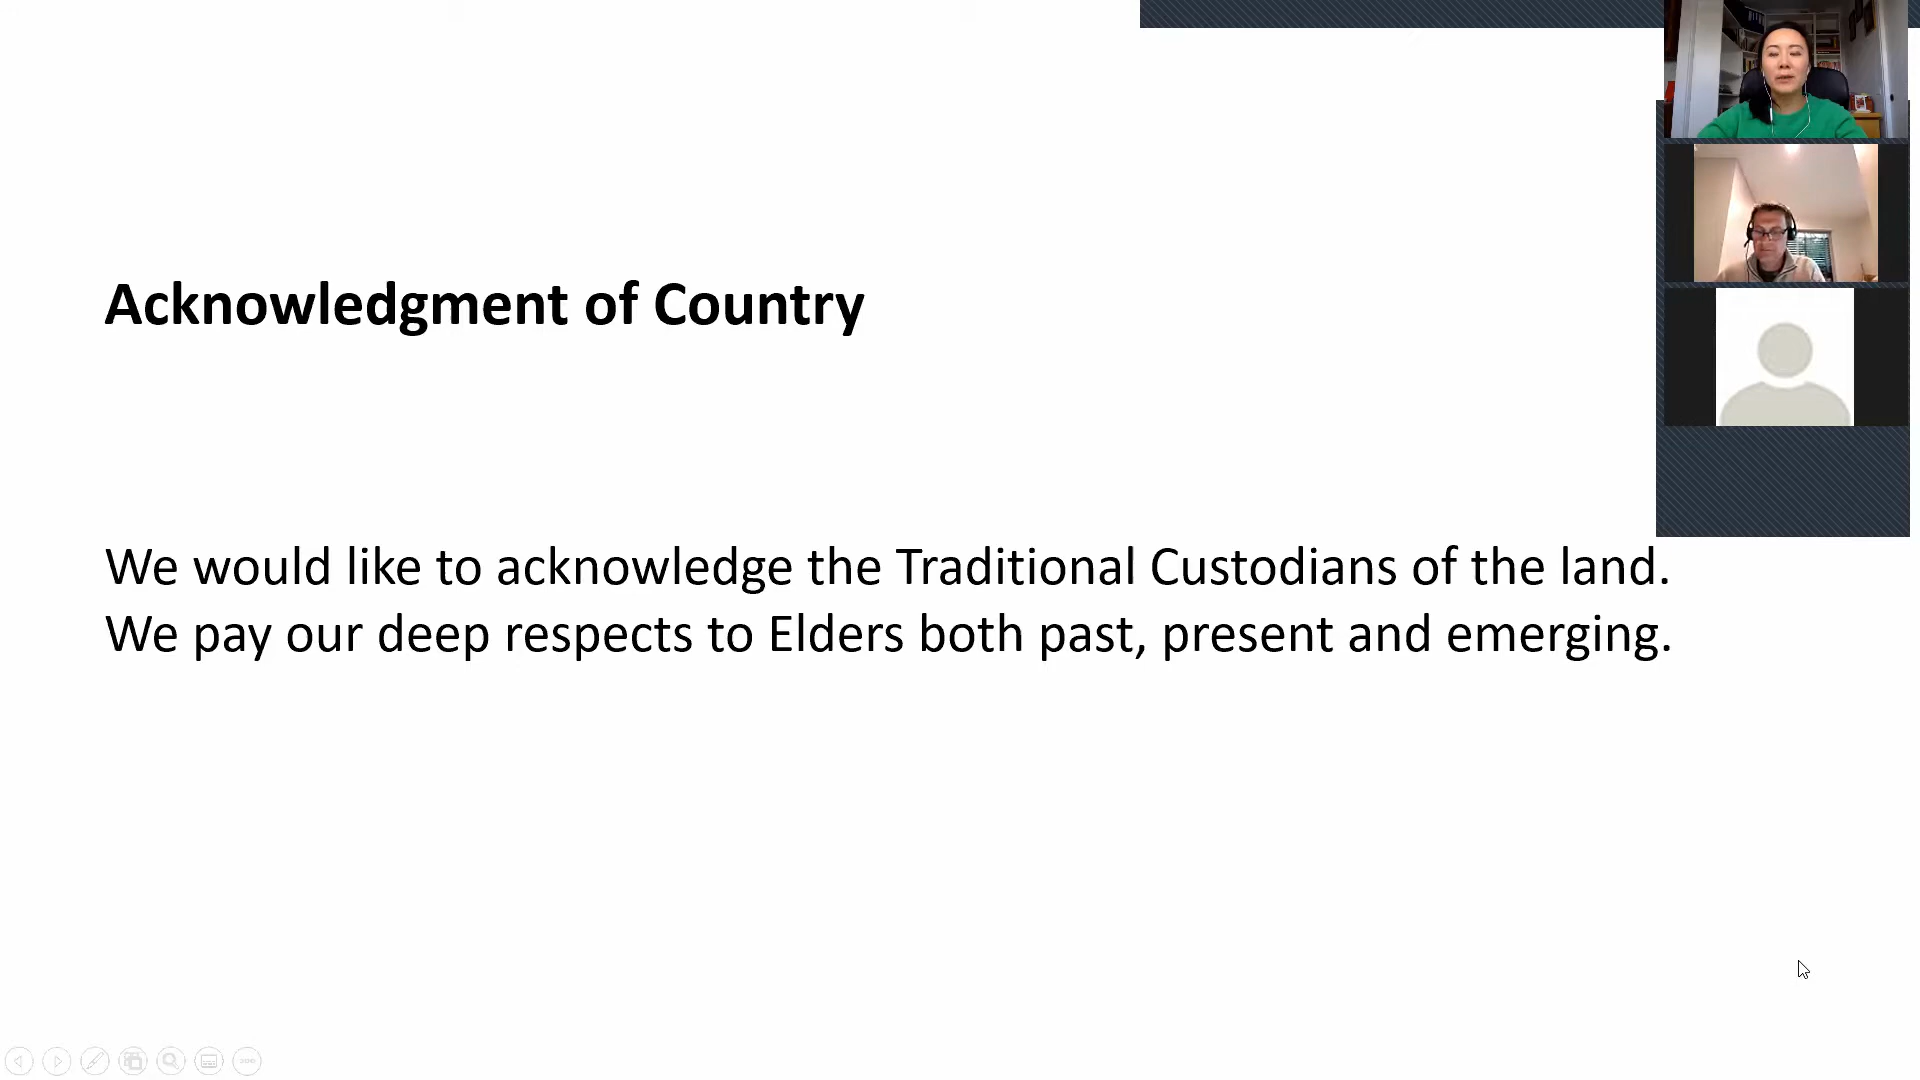 Acknowledgment of Country
We would like to acknowledge the Traditional Custodians of the land.
We pay our deep respects to Elders both past, present and emerging.